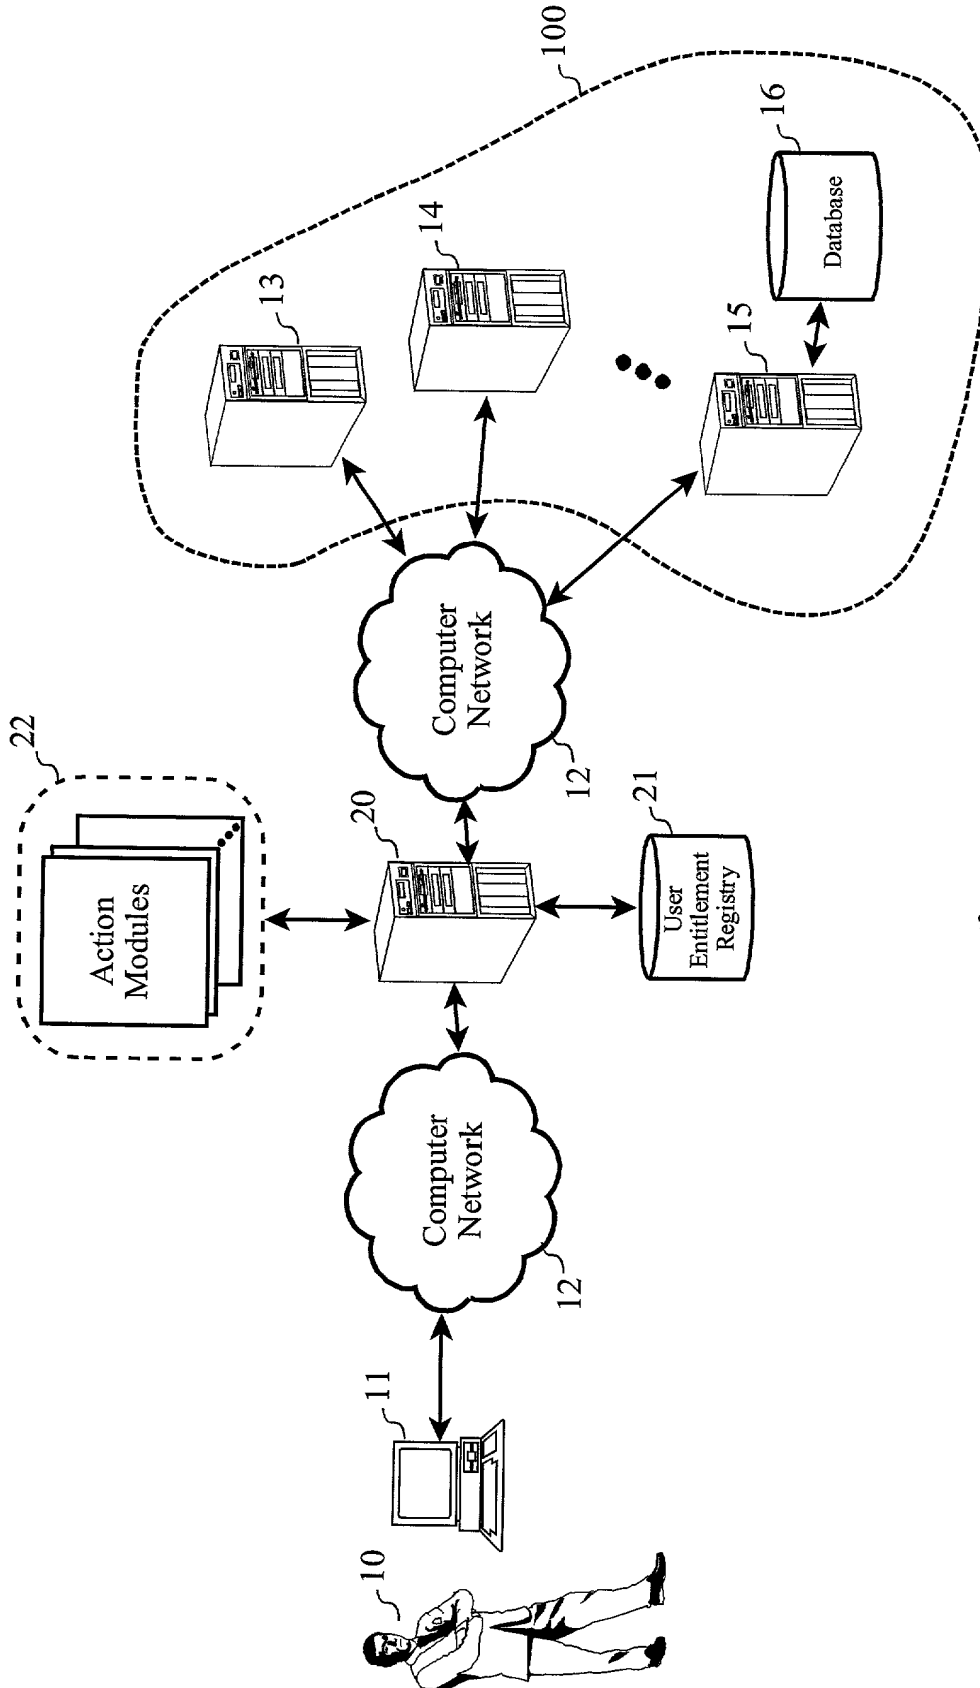 10
11
Computer
Network
12
Action
Modules
22
20
User
Entitlement
Registry
21
Computer
Network
12
13
14
15
Database
16
100